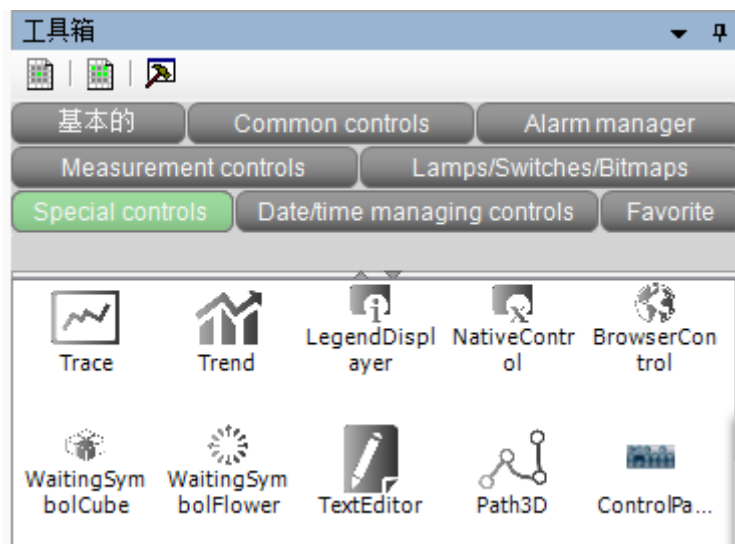 工具箱
基本的 Common controls Alarm manager
Measurement controls Lamps/Switches/Bitmaps
Special controls Date/time managing controls Favorite
Trace Trend LegendDispl
ayer NativeContr
ol BrowserCon
trol
WaitingSym
bolCube WaitingSym
bolFlower TextEditor Path3D ControlPa...